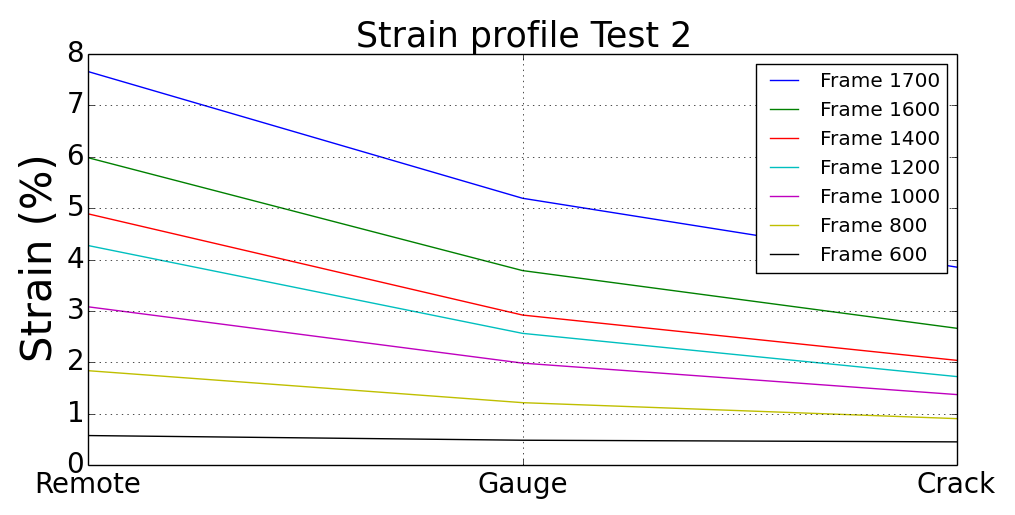 Strain profile Test 2
Strain (%)
8
7
6
5
4
3
2
1
0
Remote
Gauge
Crack
Frame 1700
Frame 1600
Frame 1400
Frame 1200
Frame 1000
Frame 800
Frame 600